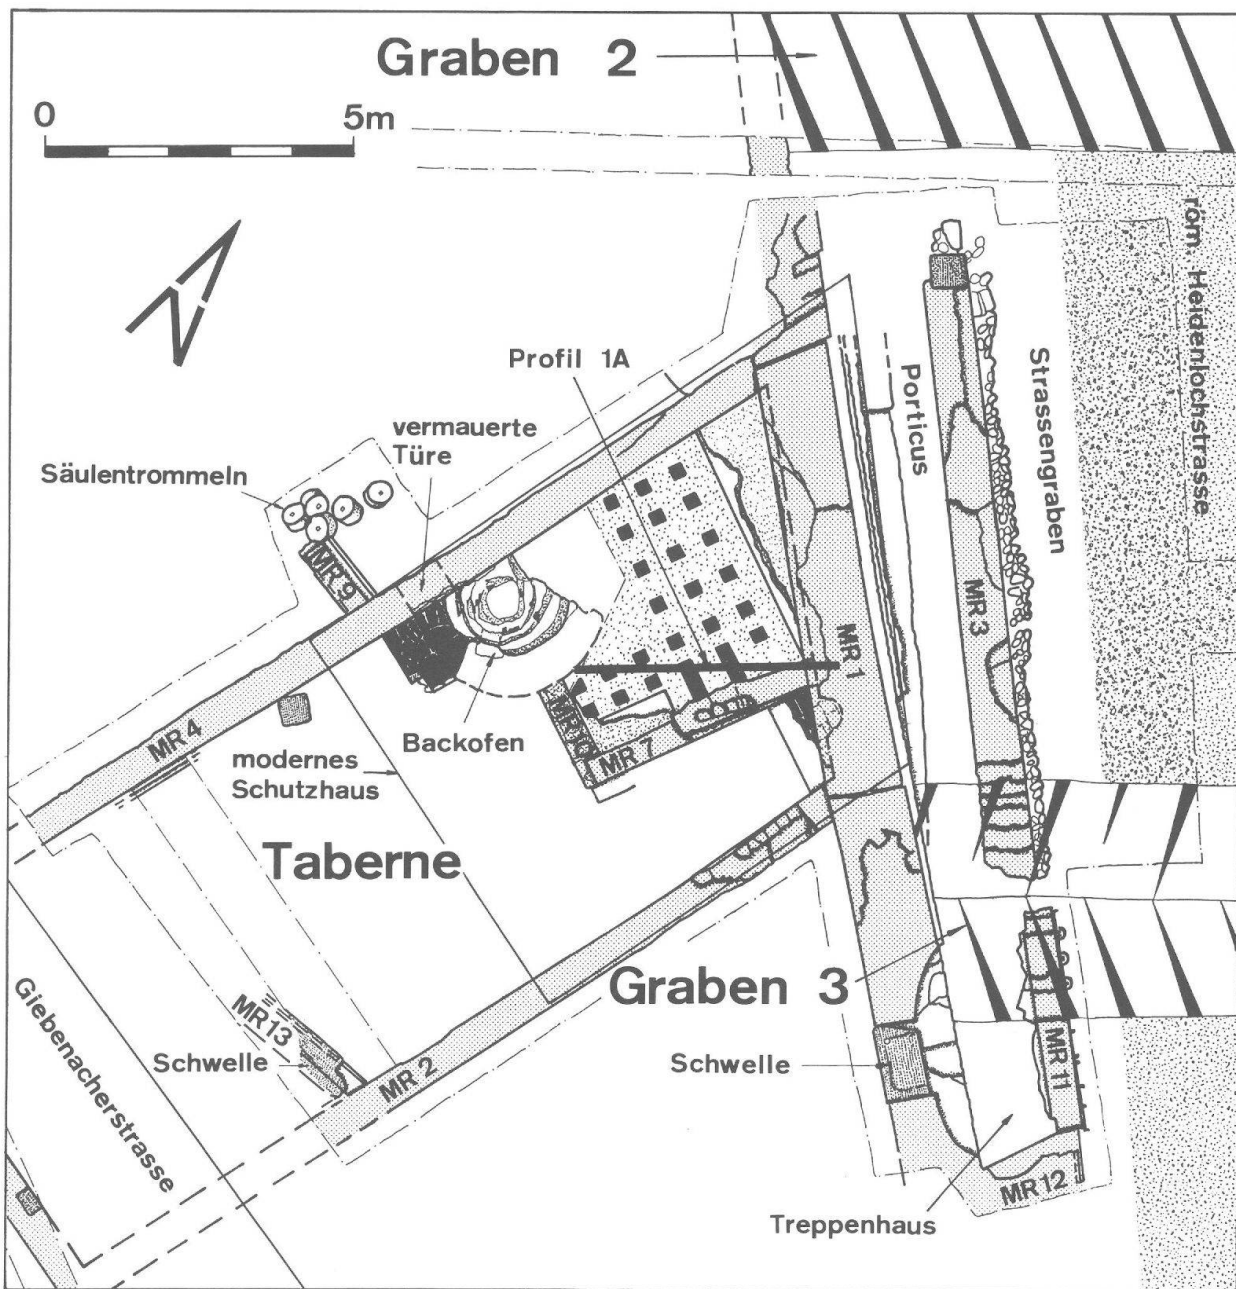 Graben 2
0 5m
röm. Heidenlochstrasse
Profil 1A
Porticus
Strassengraben
vermauerte
Türe
Säulentrommeln
MR 9
MR 3
MR 1
MR 4
Backofen
MR 7
modernes
Schutzhaus
Taberne
Graben 3
Giebenacherstrasse
MR 13
Schwelle
MR 2
Schwelle
MR 11
MR 12
Treppenhaus